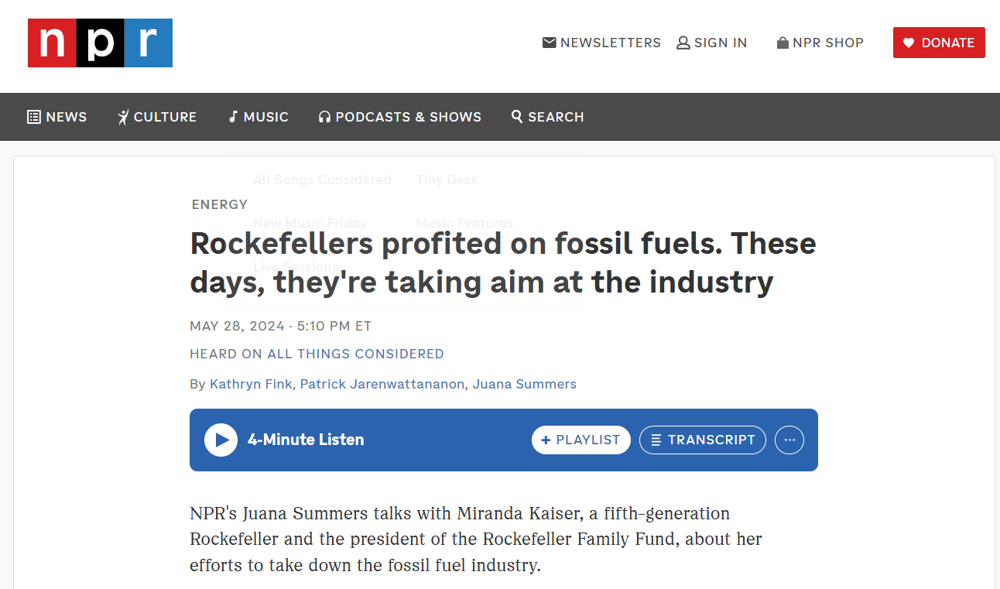 npr
NEWSLETTERS SIGN IN NPR SHOP DONATE
NEWS CULTURE MUSIC PODCASTS & SHOWS SEARCH
All Songs Considered Tiny Desk
ENERGY
New Music Friday Music Features
Rockefellers profited on fossil fuels. These
Live Sessions
days, they're taking aim at the industry
MAY 28, 2024 · 5:10 PM ET
HEARD ON ALL THINGS CONSIDERED
By Kathryn Fink, Patrick Jarenwattananon, Juana Summers
4-Minute Listen + PLAYLIST TRANSCRIPT ···
NPR's Juana Summers talks with Miranda Kaiser, a fifth-generation
Rockefeller and the president of the Rockefeller Family Fund, about her
efforts to take down the fossil fuel industry.